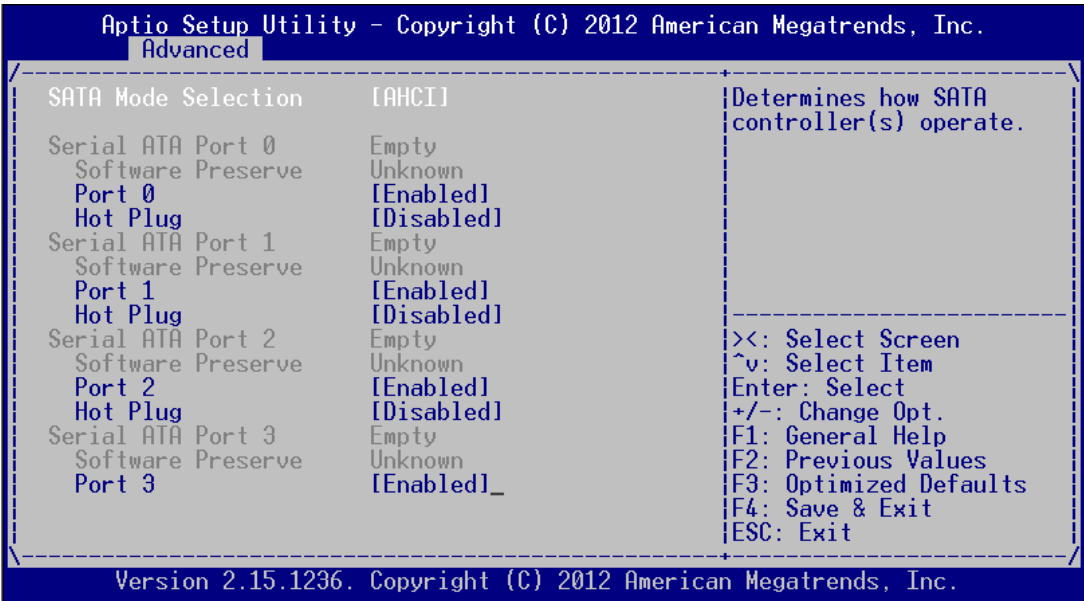 Aptio Setup Utility - Copyright (C) 2012 American Megatrends, Inc.
Advanced
SATA Mode Selection [AHCI]
Serial ATA Port 0 Empty
Software Preserve Unknown
Port 0 [Enabled]
Hot Plug [Disabled]
Serial ATA Port 1 Empty
Software Preserve Unknown
Port 1 [Enabled]
Hot Plug [Disabled]
Serial ATA Port 2 Empty
Software Preserve Unknown
Port 2 [Enabled]
Hot Plug [Disabled]
Serial ATA Port 3 Empty
Software Preserve Unknown
Port 3 [Enabled]_
Determines how SATA
controller(s) operate.
><: Select Screen
^v: Select Item
Enter: Select
+/-: Change Opt.
F1: General Help
F2: Previous Values
F3: Optimized Defaults
F4: Save & Exit
ESC: Exit
Version 2.15.1236. Copyright (C) 2012 American Megatrends, Inc.